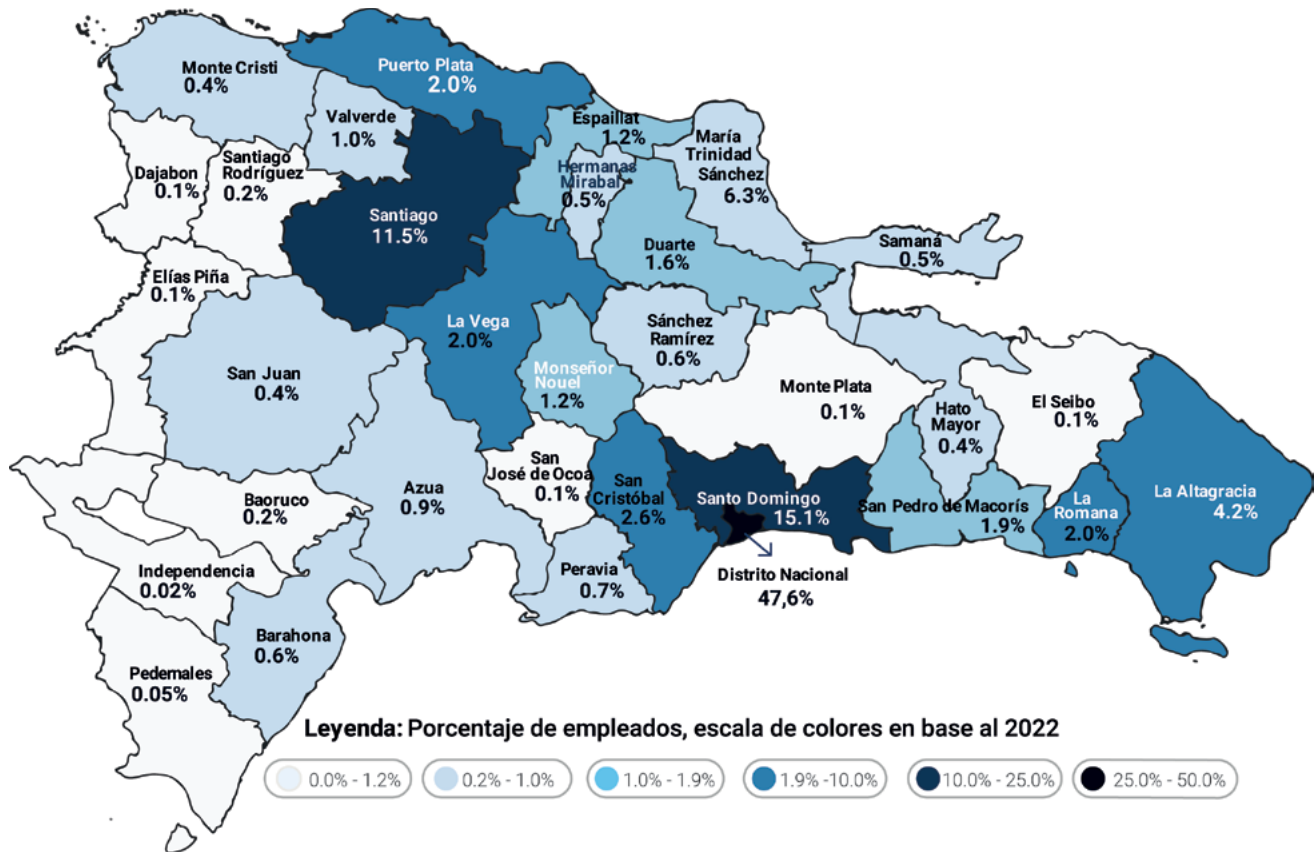 Monte Cristi
0.4%
Puerto Plata
2.0%
Valverde
1.0%
Espaillat
1.2%
María
Trinidad
Sánchez
6.3%
Dajabon
0.1%
Santiago
Rodríguez
0.2%
Hermanas
Mirabal
0.5%
Santiago
11.5%
Duarte
1.6%
Samaná
0.5%
Elías Piña
0.1%
La Vega
2.0%
Sánchez
Ramírez
0.6%
San Juan
0.4%
Monseñor
Nouel
1.2%
Monte Plata
0.1%
Hato
Mayor
0.4%
El Seibo
0.1%
San
José de Ocoa
0.1%
Baoruco
0.2%
Azua
0.9%
San
Cristóbal
2.6%
Santo Domingo
15.1%
San Pedro de Macorís
1.9%
La
Romana
2.0%
La Altagracia
4.2%
Independencia
0.02%
Peravia
0.7%
Distrito Nacional
47,6%
Barahona
0.6%
Pedemales
0.05%
Leyenda: Porcentaje de empleados, escala de colores en base al 2022
0.0% - 1.2%
0.2% - 1.0%
1.0% - 1.9%
1.9% -10.0%
10.0% - 25.0%
25.0% - 50.0%